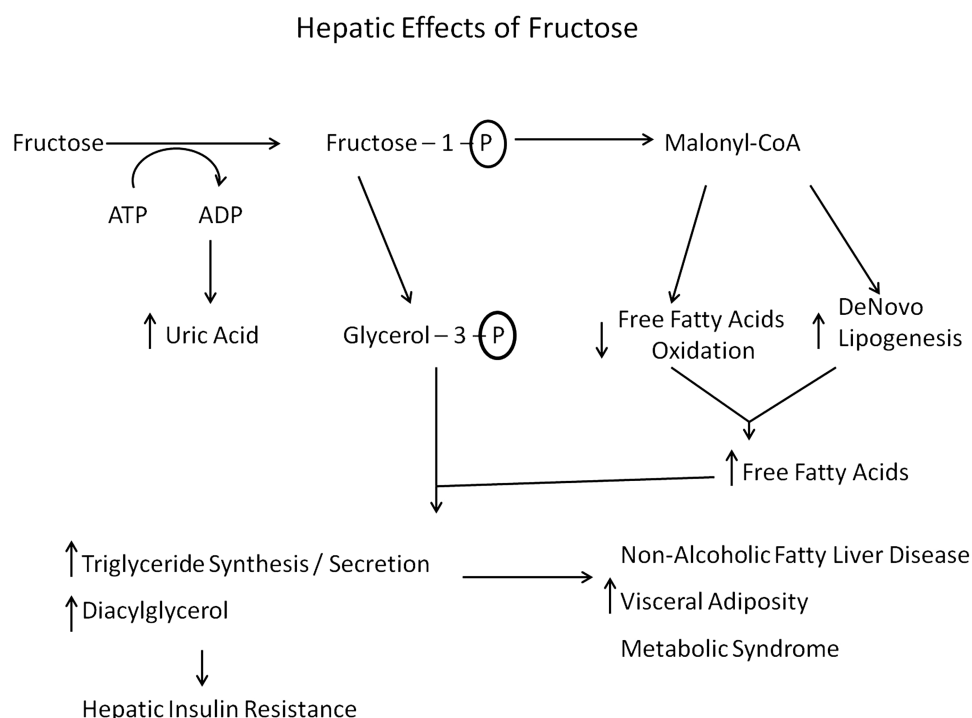 Hepatic Effects of Fructose
Fructose
Fructose – 1 – P
Malonyl-CoA
ATP
ADP
↑ Uric Acid
Glycerol – 3 – P
↓ Free Fatty Acids
Oxidation
↑ DeNovo
Lipogenesis
↑ Free Fatty Acids
↑ Triglyceride Synthesis / Secretion
↑ Diacylglycerol
Hepatic Insulin Resistance
Non-Alcoholic Fatty Liver Disease
↑ Visceral Adiposity
Metabolic Syndrome